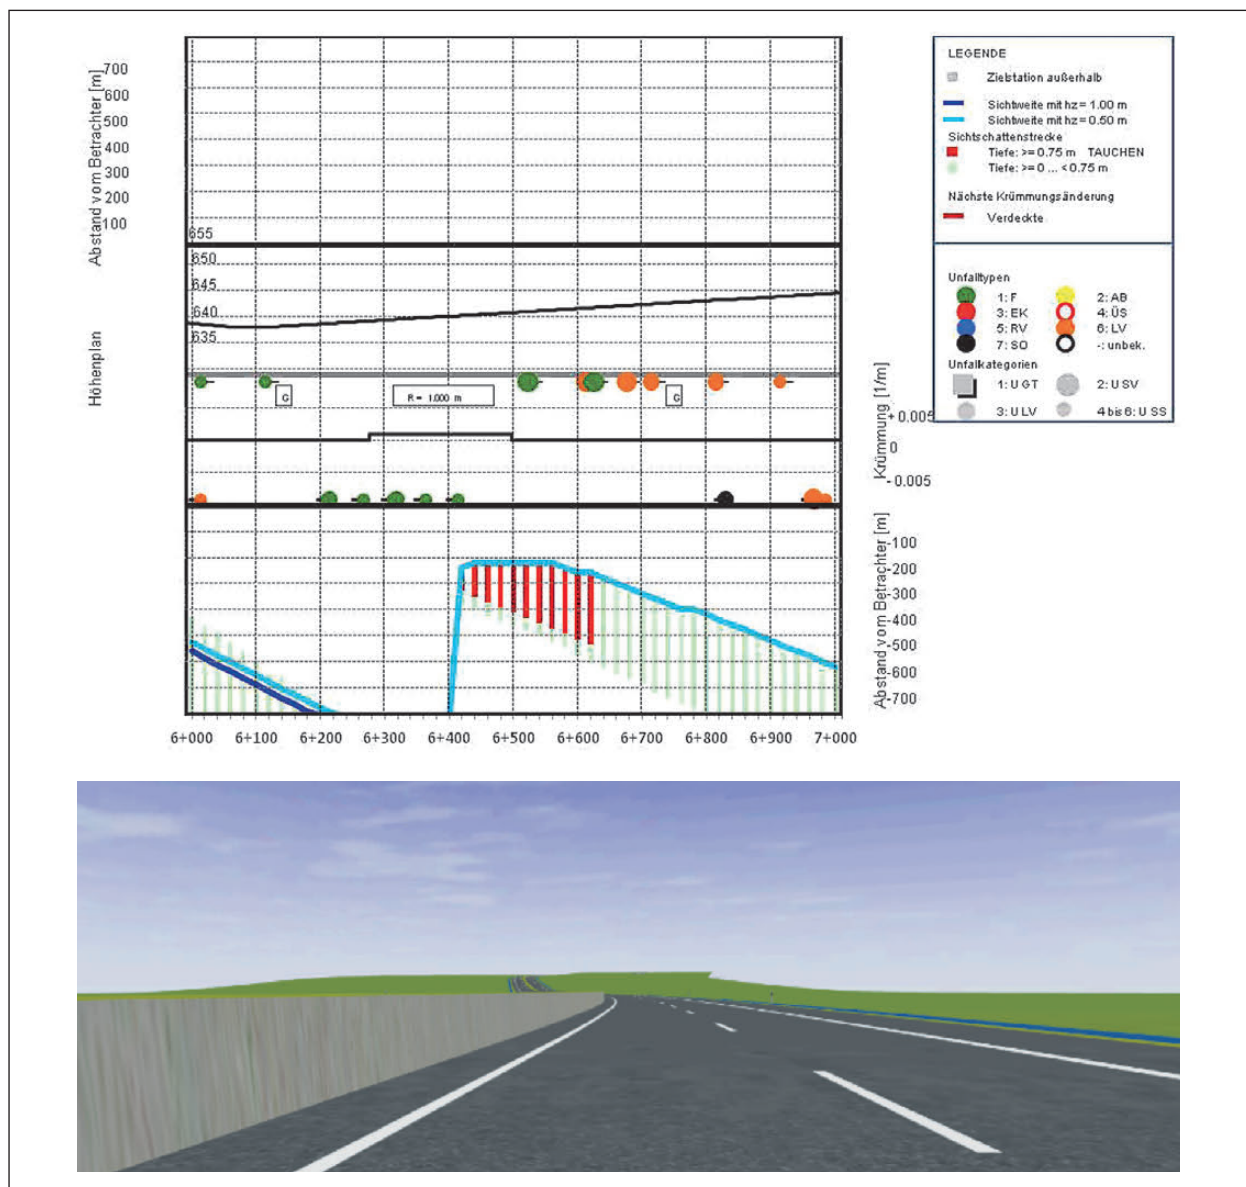 Abstand vom Betrachter [m]
700
600
500
400
300
200
100
655
650
645
640
635
Höhenplan
G
R = 1.000 m
G
Krümmung [1/m]
+ 0.005
0
- 0.005
Abstand vom Betrachter [m]
-100
-200
-300
-400
-500
-600
-700
6+000 6+100 6+200 6+300 6+400 6+500 6+600 6+700 6+800 6+900 7+000
LEGENDE
Zielstation außerhalb
Sichtweite mit hz = 1.00 m
Sichtweite mit hz = 0.50 m
Sichtschattenstrecke
Tiefe: >= 0.75 m TAUCHEN
Tiefe: >= 0 ... < 0.75 m
Nächste Krümmungsänderung
Verdeckte
Unfalltypen
1: F 2: AB
3: EK 4: ÜS
5: RV 6: LV
7: SO -: unbek.
Unfalkategorien
1: U GT 2: U SV
3: U LV 4 bis 6: U SS